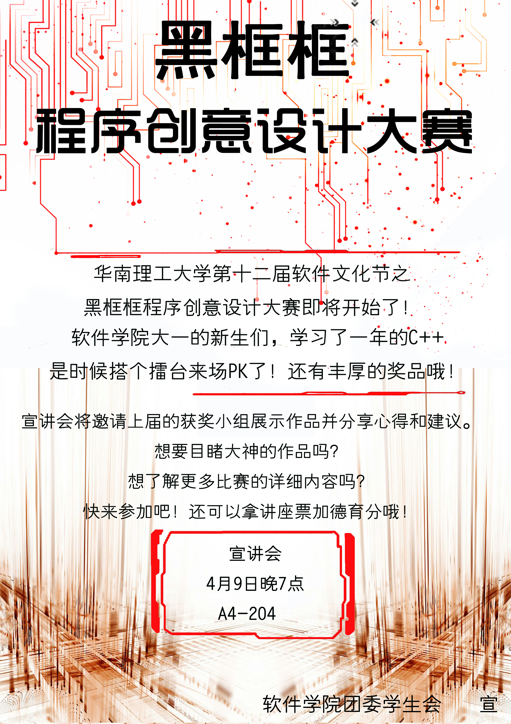 黑框框
程序创意设计大赛
华南理工大学第十二届软件文化节之
黑框框程序创意设计大赛即将开始了！
软件学院大一的新生们，学习了一年的C++
是时候搭个擂台来场PK了！还有丰厚的奖品哦！
宣讲会将邀请上届的获奖小组展示作品并分享心得和建议。
想要目睹大神的作品吗？
想了解更多比赛的详细内容吗？
快来参加吧！还可以拿讲座票加德育分哦！
宣讲会
4月9日晚7点
A4-204
软件学院团委学生会 宣